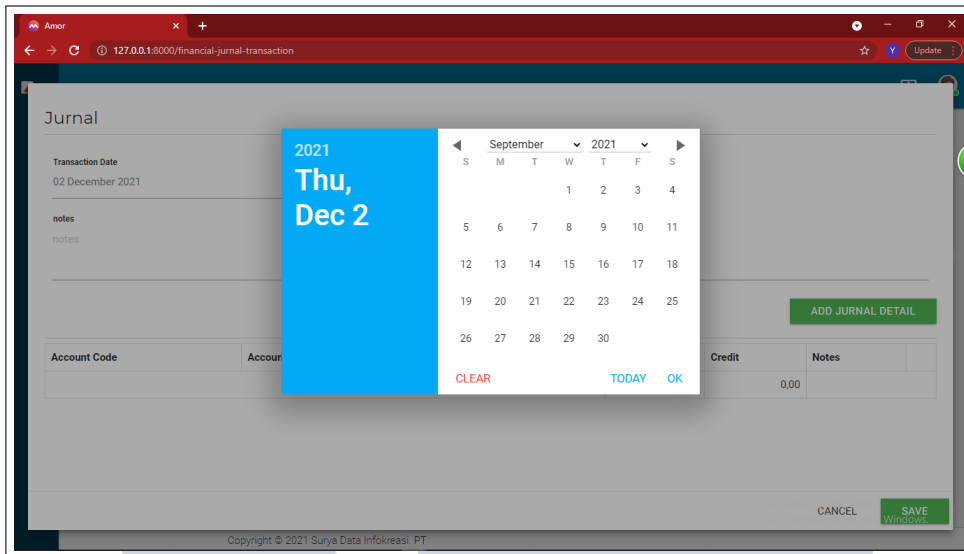 Amor
127.0.0.1:8000/financial-jurnal-transaction
Y
Update
Jurnal
Transaction Date
02 December 2021
notes
notes
2021
Thu,
Dec 2
September 2021
S M T W T F S
1 2 3 4
5 6 7 8 9 10 11
12 13 14 15 16 17 18
19 20 21 22 23 24 25
26 27 28 29 30
CLEAR TODAY OK
ADD JURNAL DETAIL
Account Code Credit Notes
0,00
CANCEL SAVE
Windows.
Copyright © 2021 Surya Data Infokreasi. PT